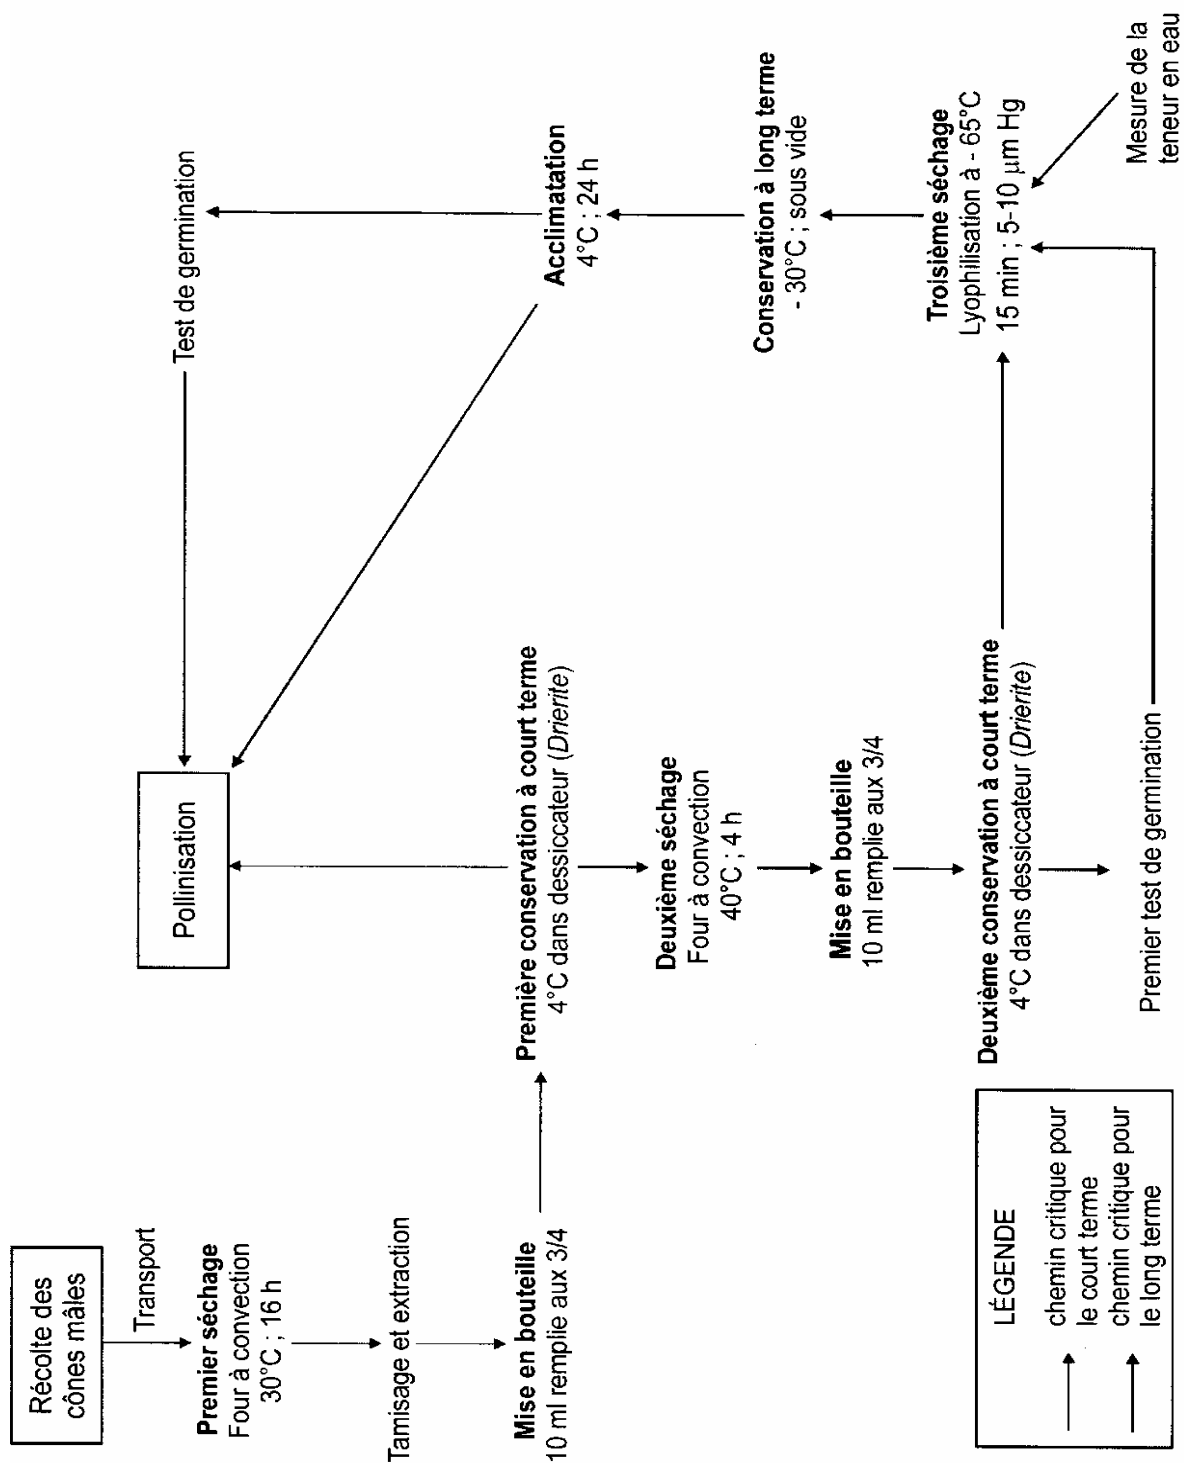 Récolte des
cônes mâles
Transport
Premier séchage
Four à convection
30°C ; 16 h
Tamisage et extraction
Mise en bouteille
10 ml remplie aux 3/4
Pollinisation
Première conservation à court terme
4°C dans dessiccateur (Drierite)
Deuxième séchage
Four à convection
40°C ; 4 h
Mise en bouteille
10 ml remplie aux 3/4
Deuxième conservation à court terme
4°C dans dessiccateur (Drierite)
Premier test de germination
Test de germination
Acclimatation
4°C ; 24 h
Conservation à long terme
- 30°C ; sous vide
Troisième séchage
Lyophilisation à - 65°C
15 min ; 5-10 µm Hg
Mesure de la
teneur en eau
LÉGENDE
chemin critique pour
le court terme
chemin critique pour
le long terme